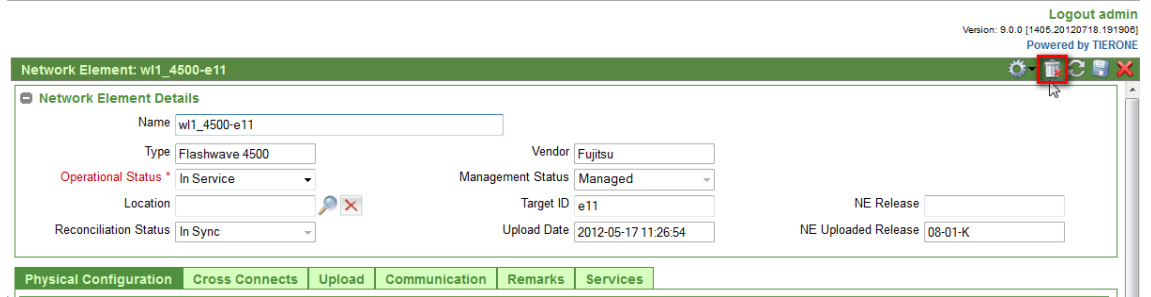 Logout admin
Version: 9.0.0 [1405.20120718.191906]
Powered by TIERONE
Network Element: wl1_4500-e11
Network Element Details
Name wl1_4500-e11
Type Flashwave 4500 Vendor Fujitsu
Operational Status * In Service Management Status Managed
Location Target ID e11 NE Release
Reconciliation Status In Sync Upload Date 2012-05-17 11:26:54 NE Uploaded Release 08-01-K
Physical Configuration Cross Connects Upload Communication Remarks Services